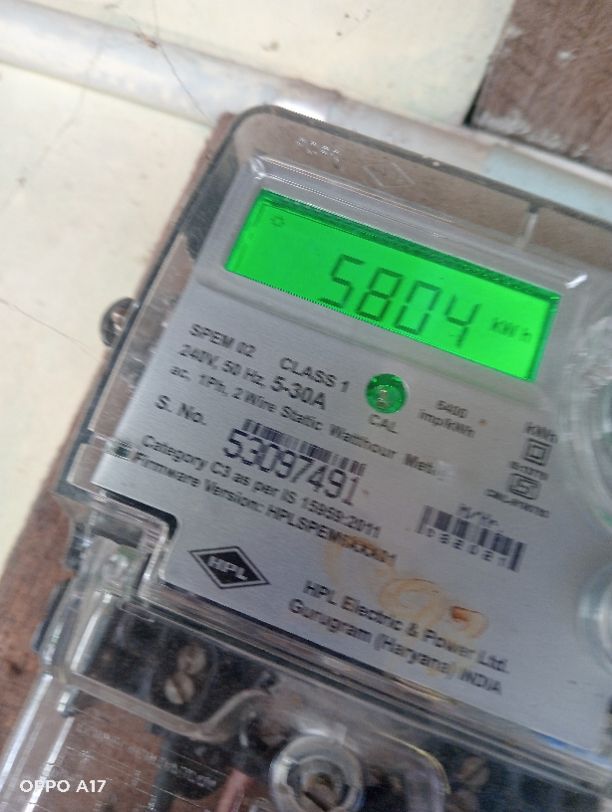 5804 kWh
SPEM 02 CLASS 1
240V, 50 Hz, 5-30A
CAL
6400 imp/kWh
ac, 1Ph, 2 Wire Static Watthour
kWh
S. No.
53097491
Category C3 as per IS 15959:2011
Firmware Version:
M/Yr.
HPL
HPL Electric & Power Ltd.
Gurugram (Haryana) INDIA
OPPO A17